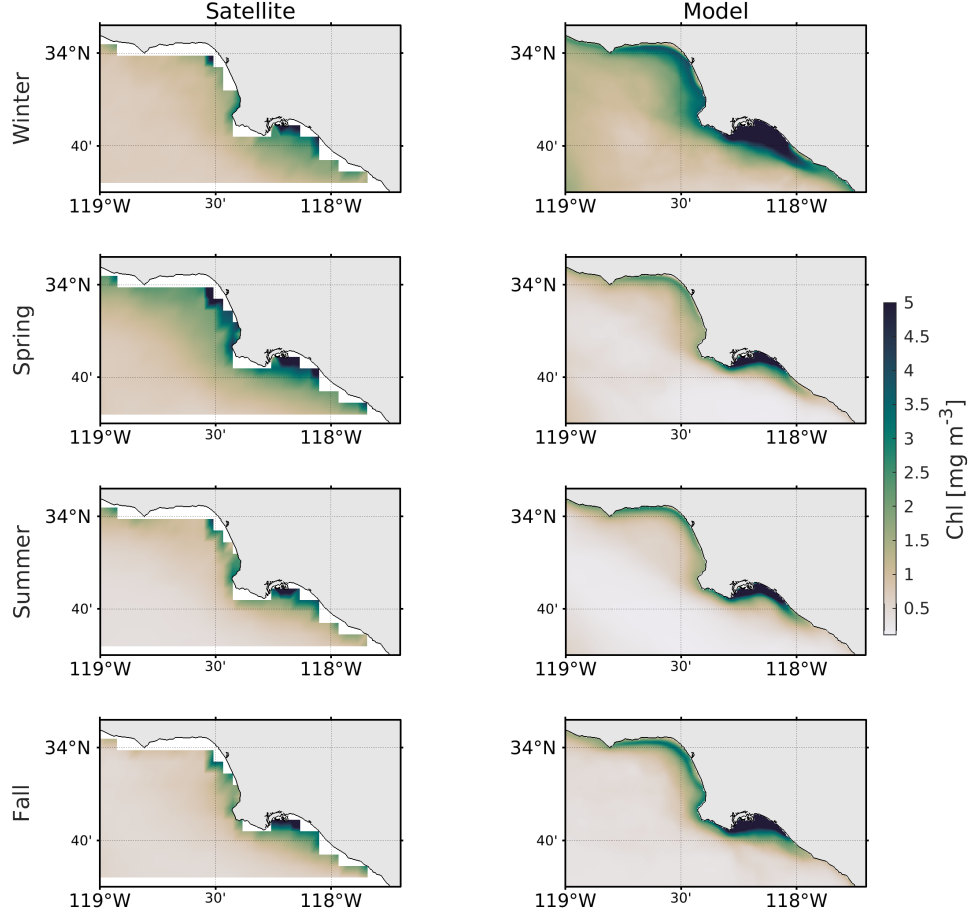 Satellite Model
Winter
34°N 34°N
40' 40'
119°W 30' 118°W 119°W 30' 118°W
Spring
34°N 34°N
40' 40'
119°W 30' 118°W 119°W 30' 118°W
Summer
34°N 34°N
40' 40'
119°W 30' 118°W 119°W 30' 118°W
Fall
34°N 34°N
40' 40'
119°W 30' 118°W 119°W 30' 118°W
5
4.5
4
3.5
3
2.5
2
1.5
1
0.5
Chl [mg m⁻³]